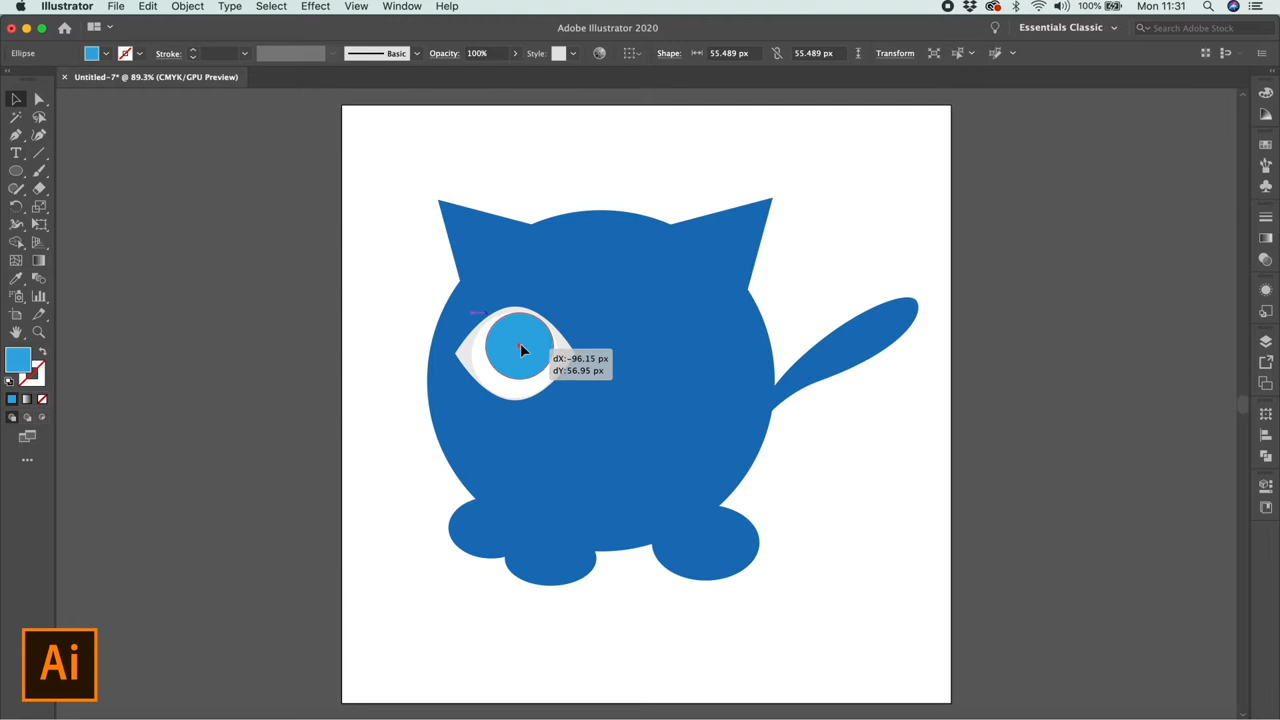 Illustrator File Edit Object Type Select Effect View Window Help 100% Mon 11:31
Adobe Illustrator 2020 Essentials Classic Search Adobe Stock
Ellipse Stroke: Basic Opacity: 100% Style: Shape: 55.489 px 55.489 px Transform
× Untitled-7* @ 89.3% (CMYK/GPU Preview)
dX:-96.15 px
dY:56.95 px
Ai